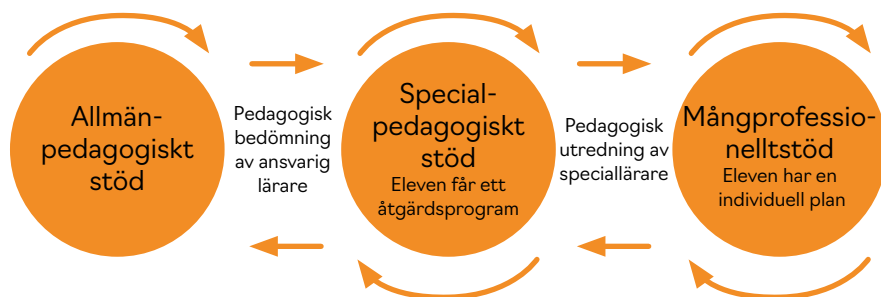 Allmän-
pedagogiskt
stöd
Pedagogisk
bedömning
av ansvarig
lärare
Special-
pedagogiskt
stöd
Eleven får ett
åtgärdsprogram
Pedagogisk
utredning av
speciallärare
Mångprofessio-
nelltstöd
Eleven har en
individuell plan